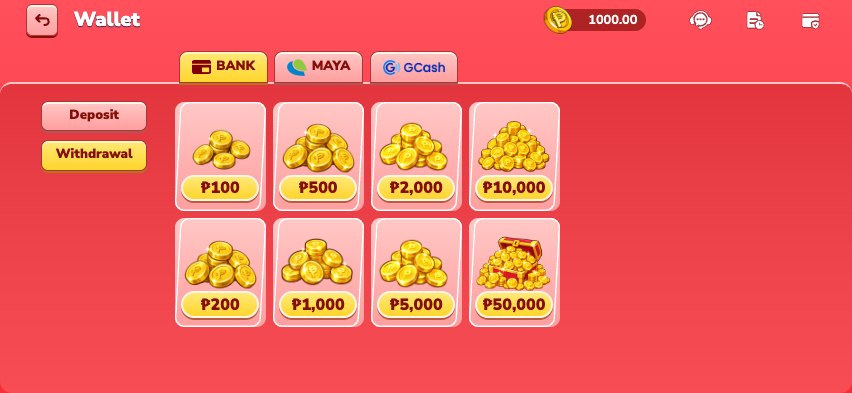 Wallet
1000.00
BANK
MAYA
GCash
Deposit
Withdrawal
₱100
₱500
₱2,000
₱10,000
₱200
₱1,000
₱5,000
₱50,000